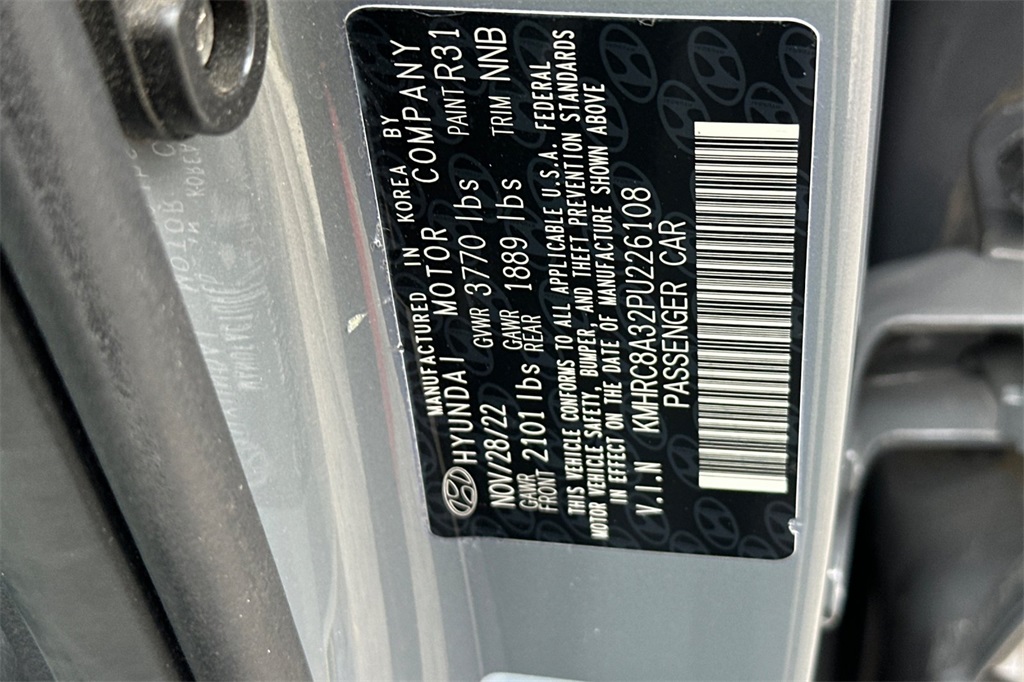 MANUFACTURED IN KOREA BY
HYUNDAI MOTOR COMPANY
NOV/28/22 GVWR 3770 lbs PAINT R31
GAWR FRONT 2101 lbs GAWR REAR 1889 lbs TRIM NNB
THIS VEHICLE CONFORMS TO ALL APPLICABLE U.S.A. FEDERAL
MOTOR VEHICLE SAFETY, BUMPER, AND THEFT PREVENTION STANDARDS
IN EFFECT ON THE DATE OF MANUFACTURE SHOWN ABOVE
V.I.N KMHRC8A32PU226108
PASSENGER CAR